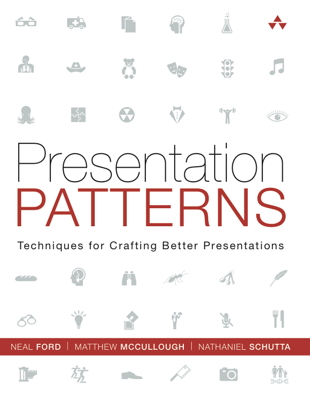 Presentation
PATTERNS
Techniques for Crafting Better Presentations
NEAL FORD | MATTHEW MCCULLOUGH | NATHANIEL SCHUTTA